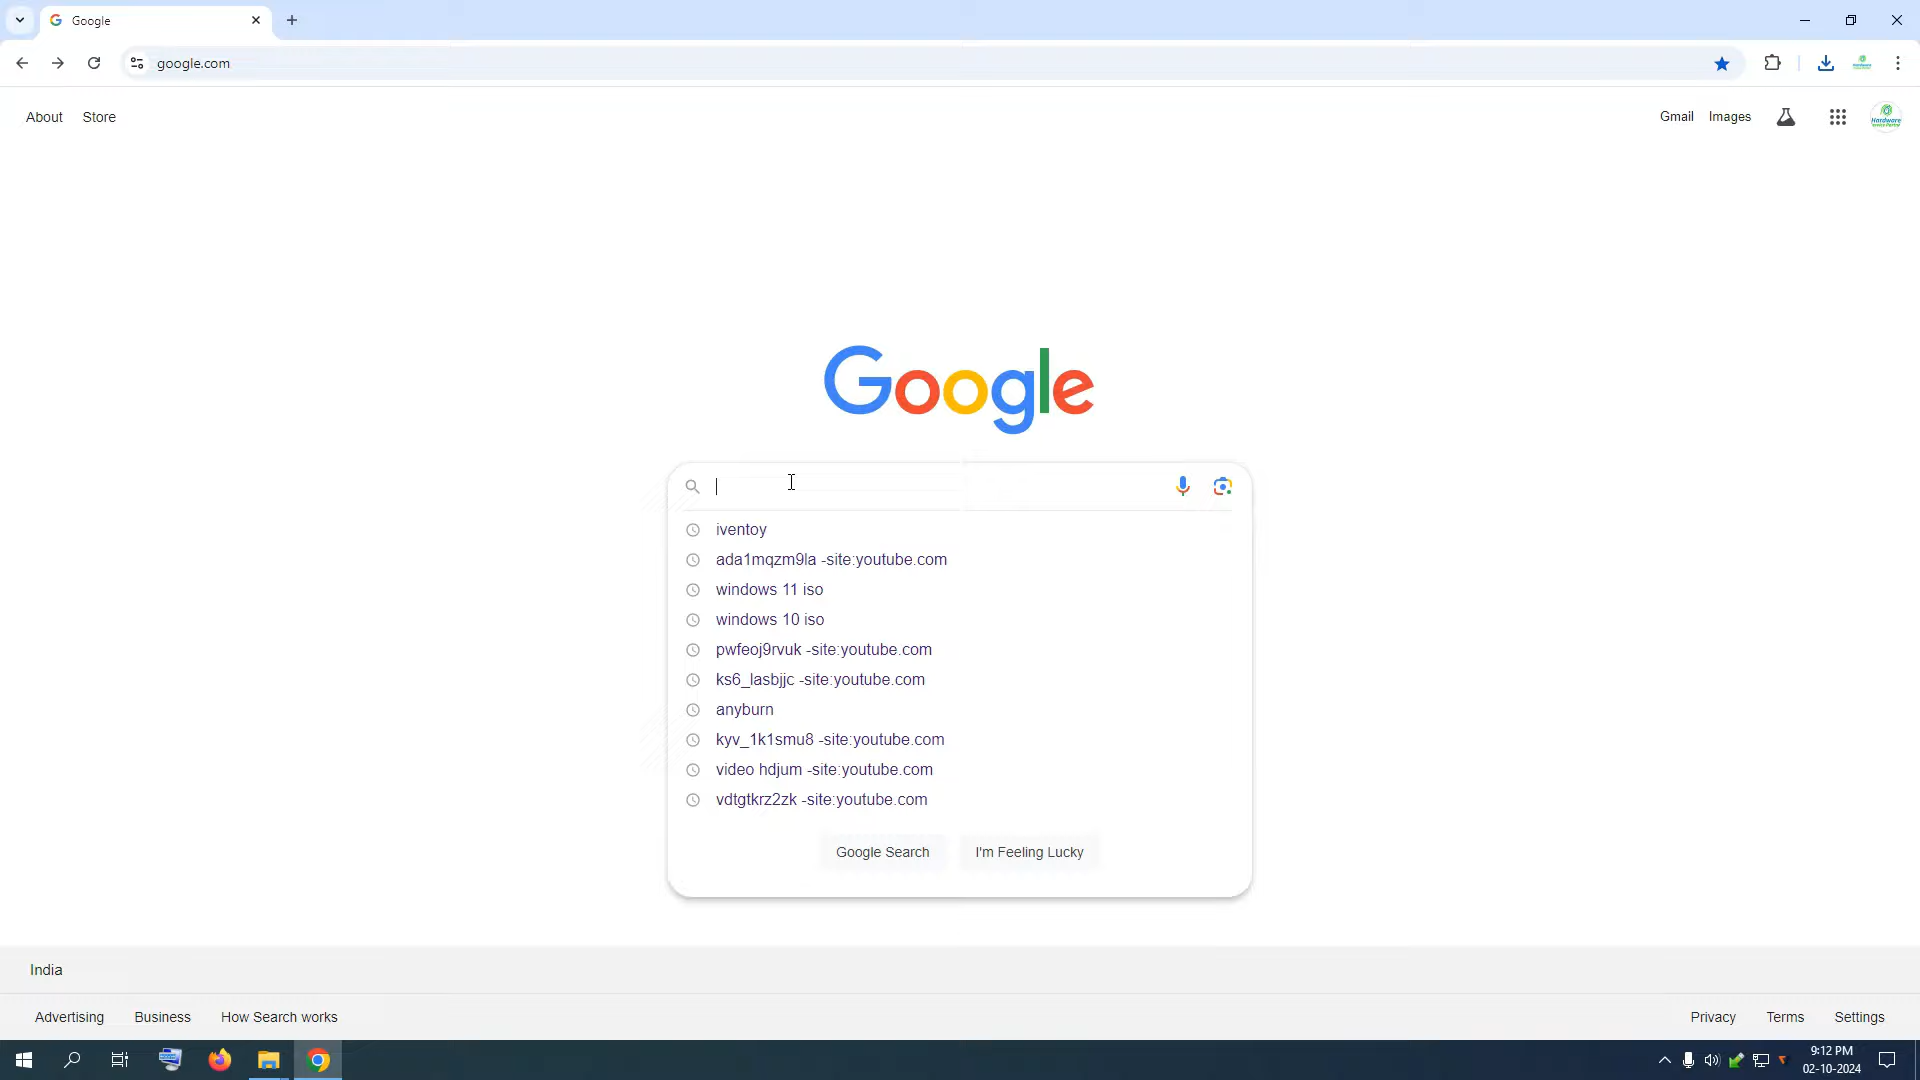 Google
google.com
About
Store
Gmail
Images
Google
iventoy
ada1mqzm9la -site:youtube.com
windows 11 iso
windows 10 iso
pwfeoj9rvuk -site:youtube.com
ks6_lasbjjc -site:youtube.com
anyburn
kyv_1k1smu8 -site:youtube.com
video hdjum -site:youtube.com
vdtgtkrz2zk -site:youtube.com
Google Search
I'm Feeling Lucky
India
Advertising
Business
How Search works
Privacy
Terms
Settings
9:12 PM
02-10-2024